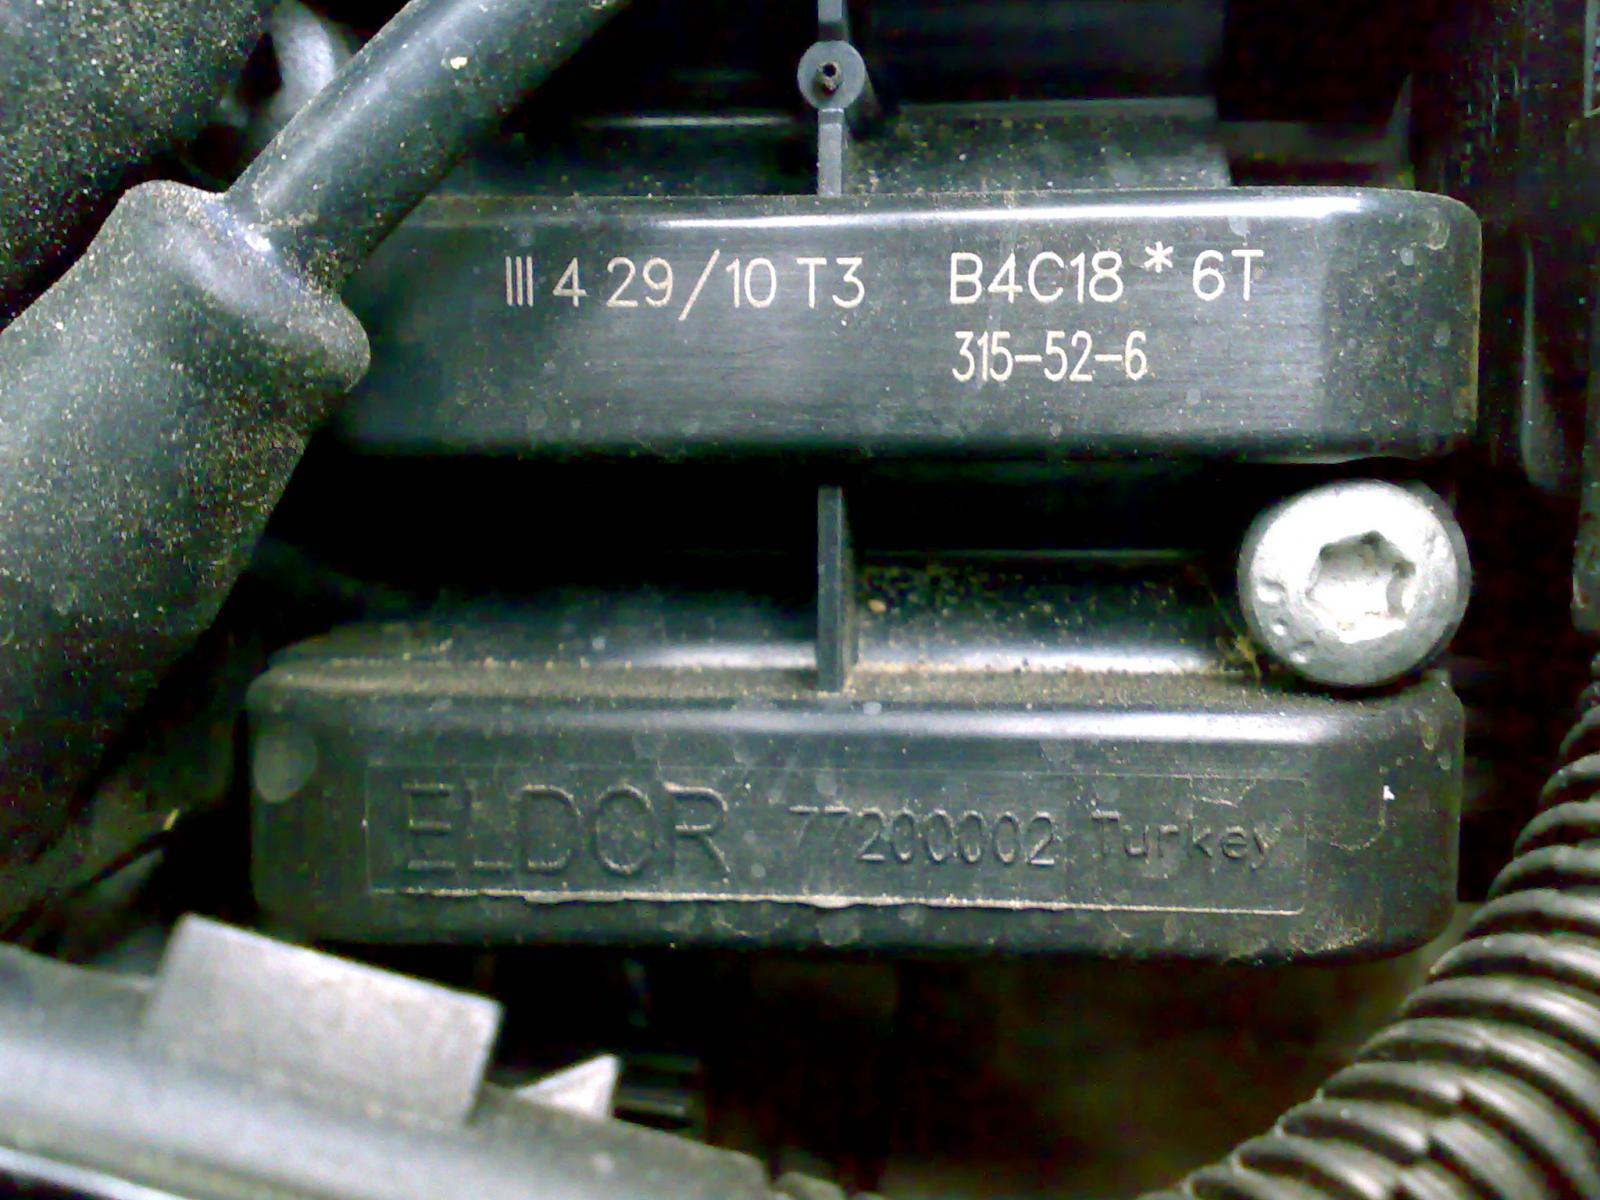 III 4 29/10 T3 B4C18 * 6T
315-52-6
ELDOR 77200002 Turkey